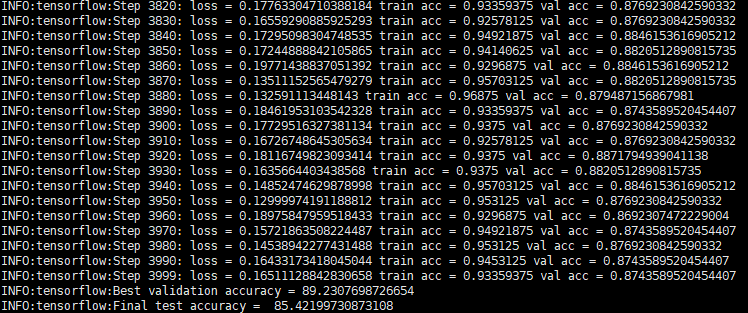 INFO:tensorflow:Step 3820: loss = 0.17763304710388184 train acc = 0.93359375 val acc = 0.8769230842590332
INFO:tensorflow:Step 3830: loss = 0.16559290885925293 train acc = 0.92578125 val acc = 0.8769230842590332
INFO:tensorflow:Step 3840: loss = 0.17295098304748535 train acc = 0.94921875 val acc = 0.8846153616905212
INFO:tensorflow:Step 3850: loss = 0.17244888842105865 train acc = 0.94140625 val acc = 0.8820512890815735
INFO:tensorflow:Step 3860: loss = 0.19771438837051392 train acc = 0.9296875 val acc = 0.8846153616905212
INFO:tensorflow:Step 3870: loss = 0.13511152565479279 train acc = 0.95703125 val acc = 0.8820512890815735
INFO:tensorflow:Step 3880: loss = 0.132591113448143 train acc = 0.96875 val acc = 0.879487156867981
INFO:tensorflow:Step 3890: loss = 0.18461953103542328 train acc = 0.93359375 val acc = 0.8743589520454407
INFO:tensorflow:Step 3900: loss = 0.17729516327381134 train acc = 0.9375 val acc = 0.8769230842590332
INFO:tensorflow:Step 3910: loss = 0.16726748645305634 train acc = 0.92578125 val acc = 0.8769230842590332
INFO:tensorflow:Step 3920: loss = 0.18116749823093414 train acc = 0.9375 val acc = 0.8871794939041138
INFO:tensorflow:Step 3930: loss = 0.1635664403438568 train acc = 0.9375 val acc = 0.8820512890815735
INFO:tensorflow:Step 3940: loss = 0.14852474629878998 train acc = 0.95703125 val acc = 0.8846153616905212
INFO:tensorflow:Step 3950: loss = 0.12999974191188812 train acc = 0.953125 val acc = 0.8769230842590332
INFO:tensorflow:Step 3960: loss = 0.18975847959518433 train acc = 0.9296875 val acc = 0.8692307472229004
INFO:tensorflow:Step 3970: loss = 0.15721863508224487 train acc = 0.94921875 val acc = 0.8743589520454407
INFO:tensorflow:Step 3980: loss = 0.14538942277431488 train acc = 0.953125 val acc = 0.8769230842590332
INFO:tensorflow:Step 3990: loss = 0.16433173418045044 train acc = 0.9453125 val acc = 0.8743589520454407
INFO:tensorflow:Step 3999: loss = 0.16511128842830658 train acc = 0.93359375 val acc = 0.8743589520454407
INFO:tensorflow:Best validation accuracy = 89.2307698726654
INFO:tensorflow:Final test accuracy =  85.42199730873108